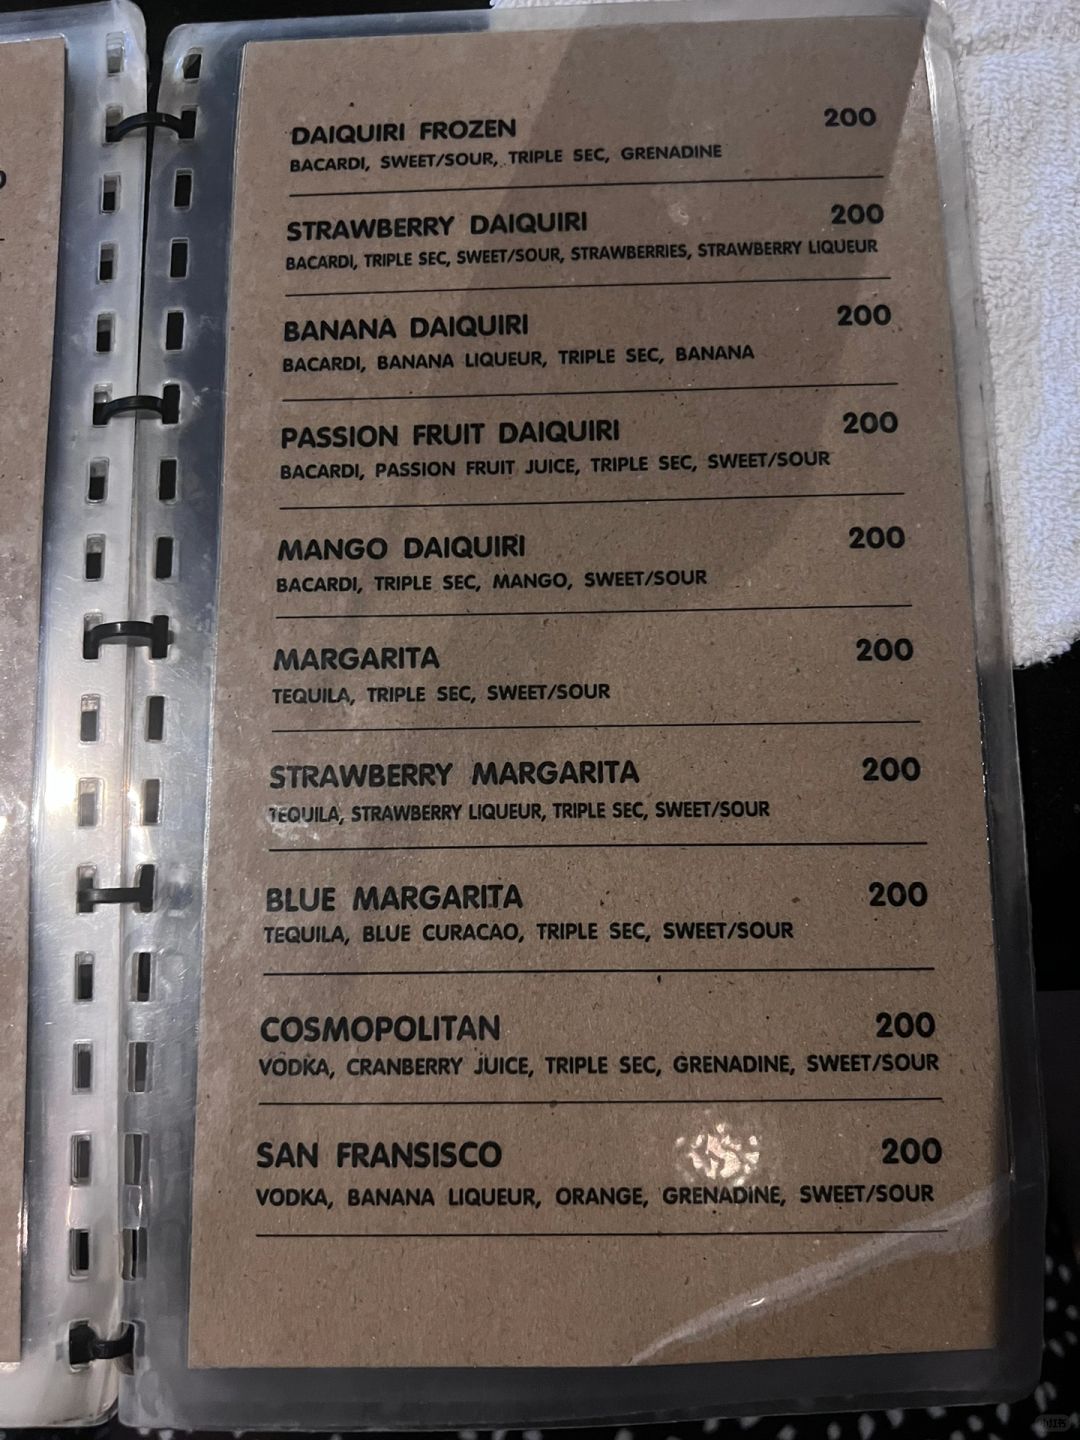 DAIQUIRI FROZEN 200
BACARDI, SWEET/SOUR, TRIPLE SEC, GRENADINE
STRAWBERRY DAIQUIRI 200
BACARDI, TRIPLE SEC, SWEET/SOUR, STRAWBERRIES, STRAWBERRY LIQUEUR
BANANA DAIQUIRI 200
BACARDI, BANANA LIQUEUR, TRIPLE SEC, BANANA
PASSION FRUIT DAIQUIRI 200
BACARDI, PASSION FRUIT JUICE, TRIPLE SEC, SWEET/SOUR
MANGO DAIQUIRI 200
BACARDI, TRIPLE SEC, MANGO, SWEET/SOUR
MARGARITA 200
TEQUILA, TRIPLE SEC, SWEET/SOUR
STRAWBERRY MARGARITA 200
TEQUILA, STRAWBERRY LIQUEUR, TRIPLE SEC, SWEET/SOUR
BLUE MARGARITA 200
TEQUILA, BLUE CURACAO, TRIPLE SEC, SWEET/SOUR
COSMOPOLITAN 200
VODKA, CRANBERRY JUICE, TRIPLE SEC, GRENADINE, SWEET/SOUR
SAN FRANSISCO 200
VODKA, BANANA LIQUEUR, ORANGE, GRENADINE, SWEET/SOUR